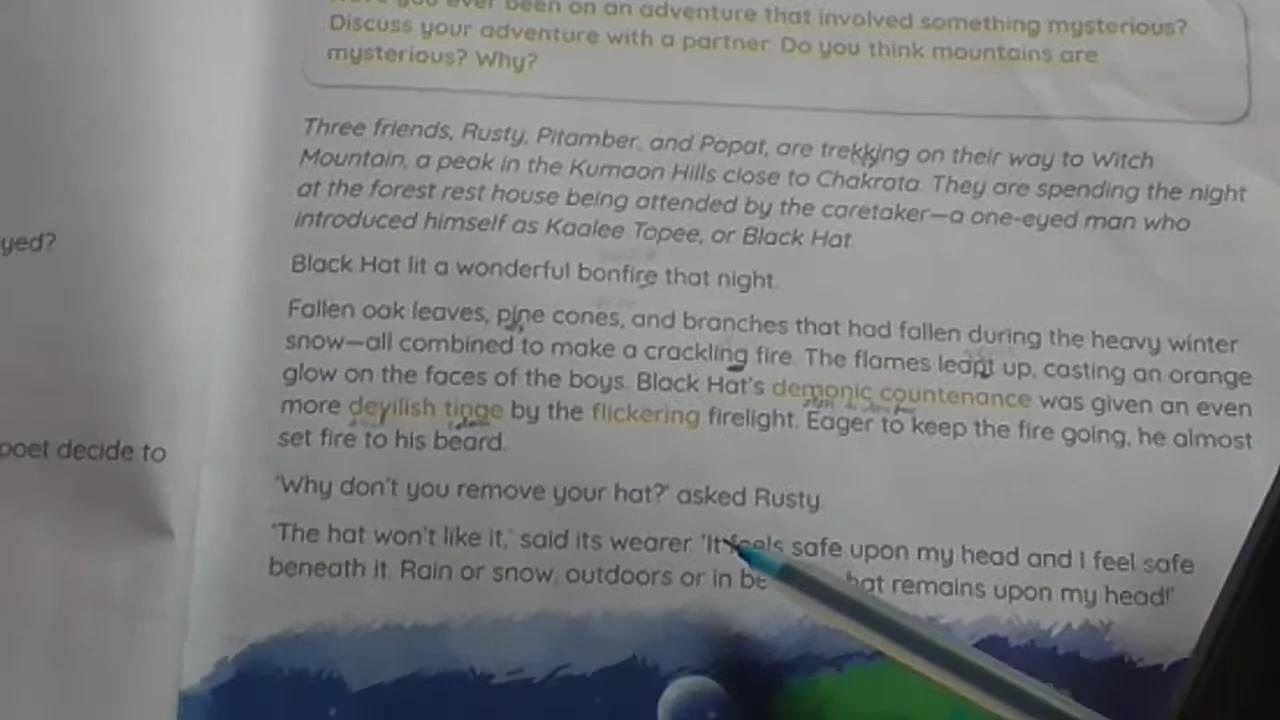 ever been on an adventure that involved something mysterious?
Discuss your adventure with a partner. Do you think mountains are
mysterious? Why?
Three friends, Rusty, Pitamber, and Popat, are trekking on their way to Witch
Mountain, a peak in the Kumaon Hills close to Chakrata. They are spending the night
at the forest rest house being attended by the caretaker—a one-eyed man who
introduced himself as Kaalee Topee, or Black Hat.
yed?
Black Hat lit a wonderful bonfire that night.
Fallen oak leaves, pine cones, and branches that had fallen during the heavy winter
snow—all combined to make a crackling fire. The flames leapt up, casting an orange
glow on the faces of the boys. Black Hat's demonic countenance was given an even
more devilish tinge by the flickering firelight. Eager to keep the fire going, he almost
set fire to his beard.
poet decide to
'Why don't you remove your hat?' asked Rusty.
'The hat won't like it,' said its wearer. 'It feels safe upon my head and I feel safe
beneath it. Rain or snow, outdoors or in be hat remains upon my head!'